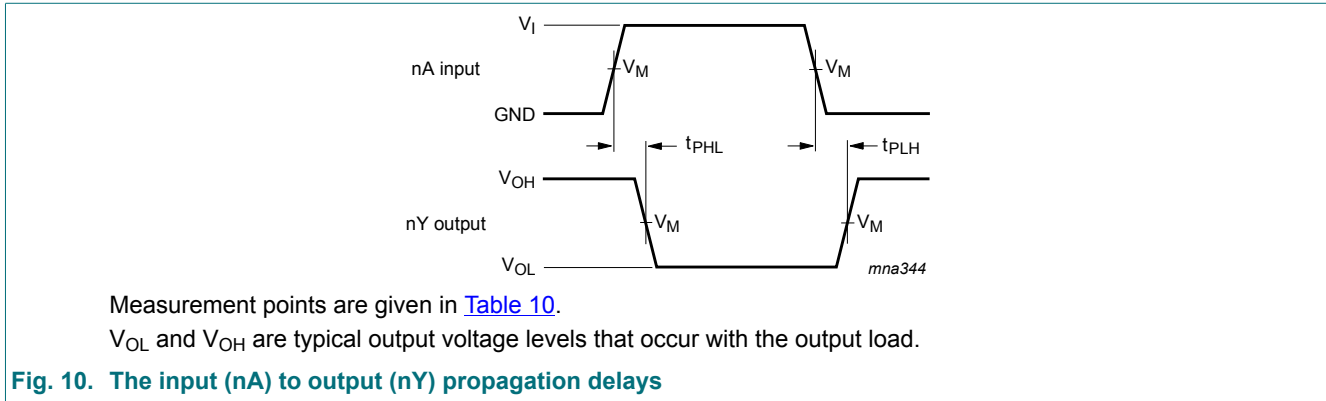 V_I
nA input
V_M
V_M
GND
t_PHL
t_PLH
V_OH
nY output
V_M
V_M
V_OL
mna344
Measurement points are given in Table 10.
V_OL and V_OH are typical output voltage levels that occur with the output load.
Fig. 10. The input (nA) to output (nY) propagation delays